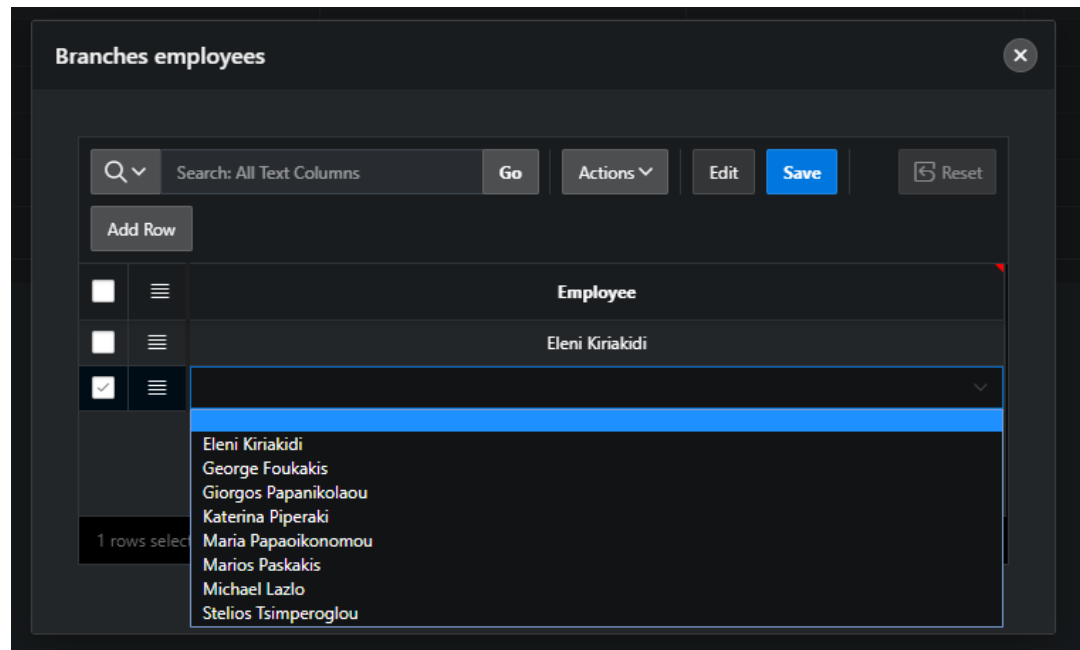 Branches employees
Search: All Text Columns
Go
Actions
Edit
Save
Reset
Add Row
Employee
Eleni Kiriakidi
Eleni Kiriakidi
George Foukakis
Giorgos Papanikolaou
Katerina Piperaki
1 rows select
Maria Papaoikonomou
Marios Paskakis
Michael Lazlo
Stelios Tsimperoglou